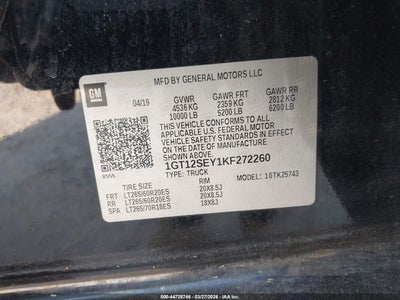 MFD BY GENERAL MOTORS LLC
GM
04/19 GVWR GAWR FRT GAWR RR
4536 KG 2359 KG 2812 KG
10000 LB 5200 LB 6200 LB
THIS VEHICLE CONFORMS TO ALL
APPLICABLE U.S. FEDERAL MOTOR
VEHICLE SAFETY STANDARDS IN EFFECT
ON THE DATE OF MANUFACTURE
SHOWN ABOVE.
1GT12SEY1KF272260
TYPE: TRUCK 10TK25743
TIRE SIZE RIM
FRT LT265/60R20ES 20X8.5J
RR LT265/60R20ES 20X8.5J
SPA LT265/70R18ES 18X8J
000-44728746 - 03/27/2026 - IAA